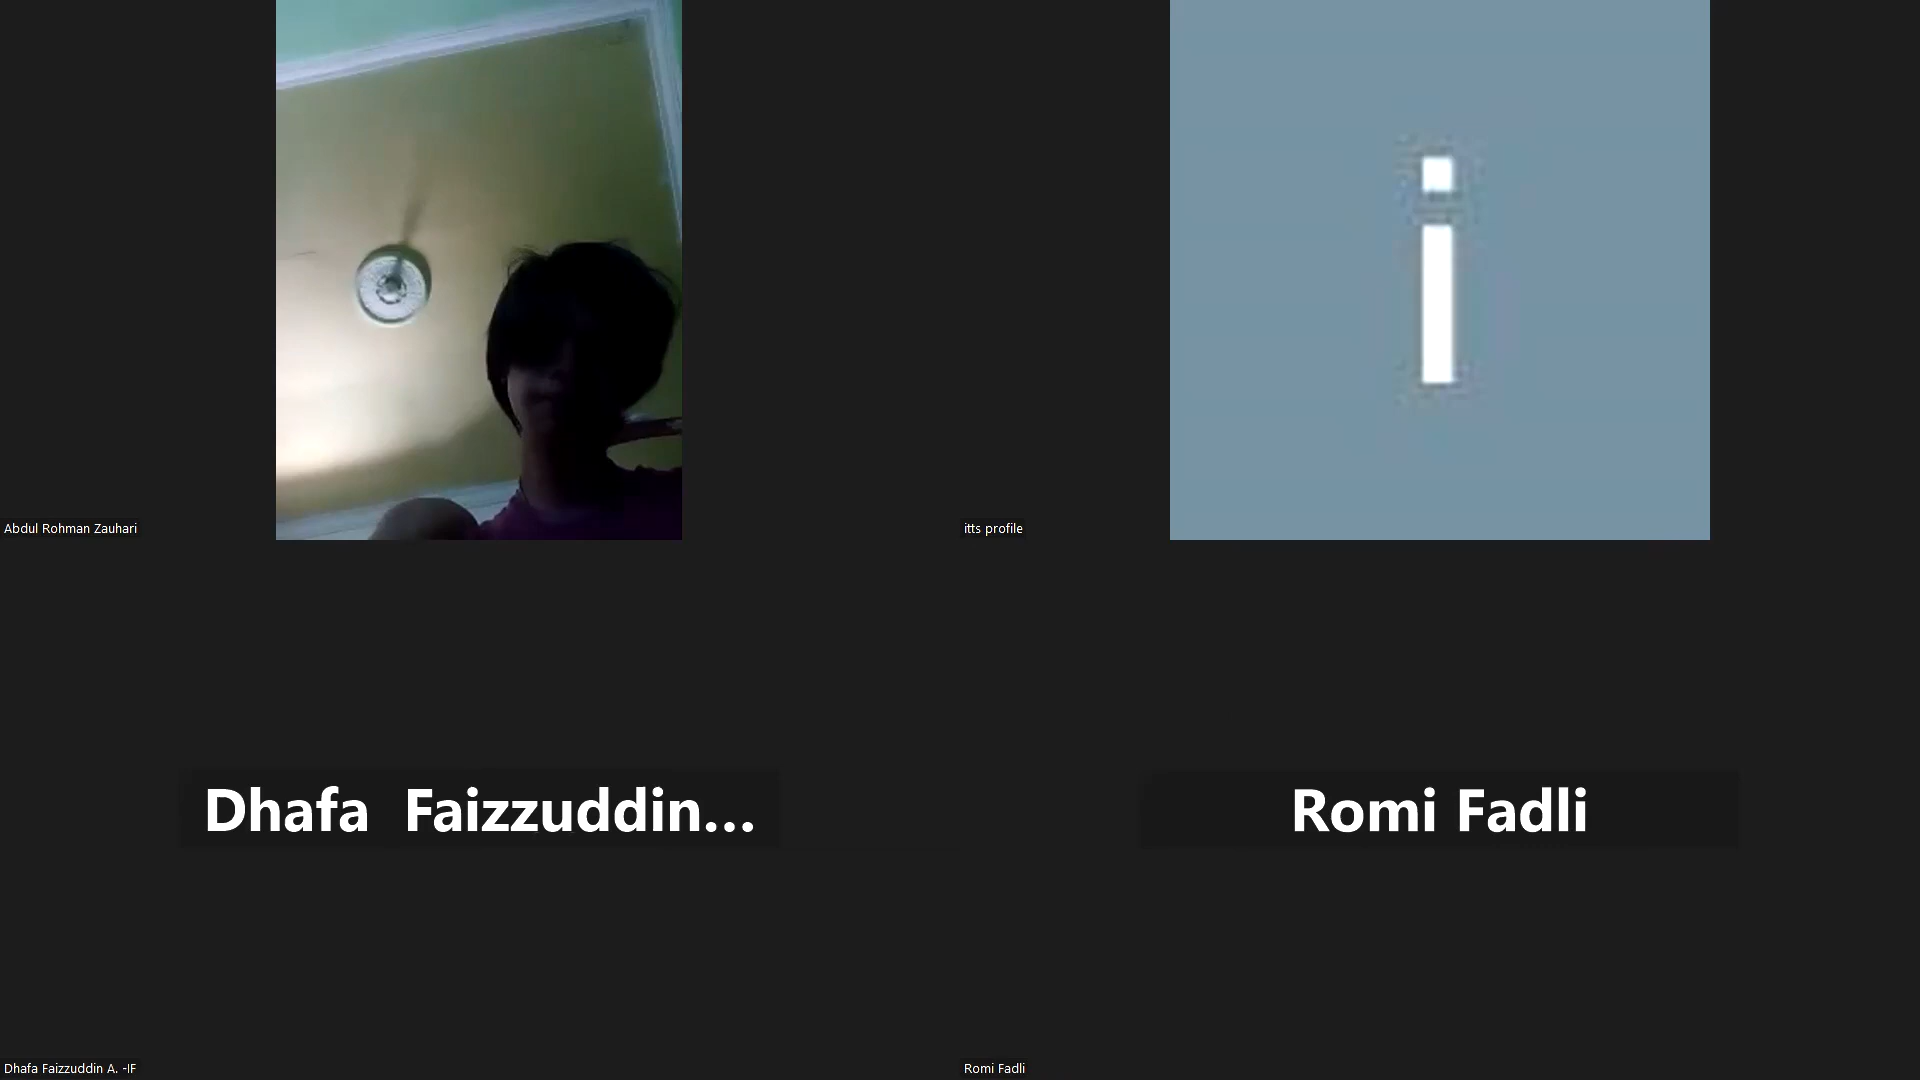 Abdul Rohman Zauhari
i
itts profile
Dhafa  Faizzuddin...
Romi Fadli
Dhafa Faizzuddin A. -IF
Romi Fadli